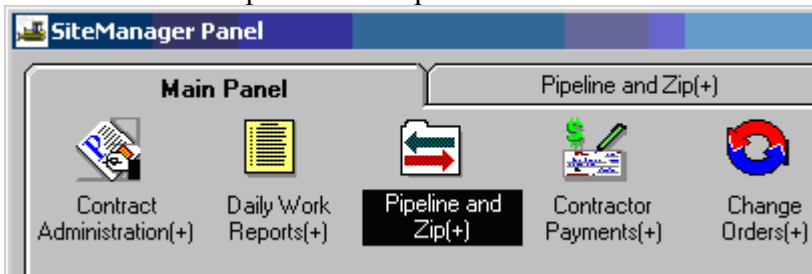 SiteManager Panel
Main Panel
Pipeline and Zip(+)
Contract
Administration(+)
Daily Work
Reports(+)
Pipeline and
Zip(+)
Contractor
Payments(+)
Change
Orders(+)